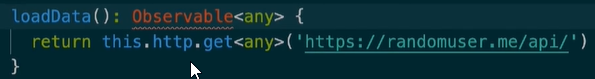 loadData(): Observable<any> {
return this.http.get<any>('https://randomuser.me/api/')
}